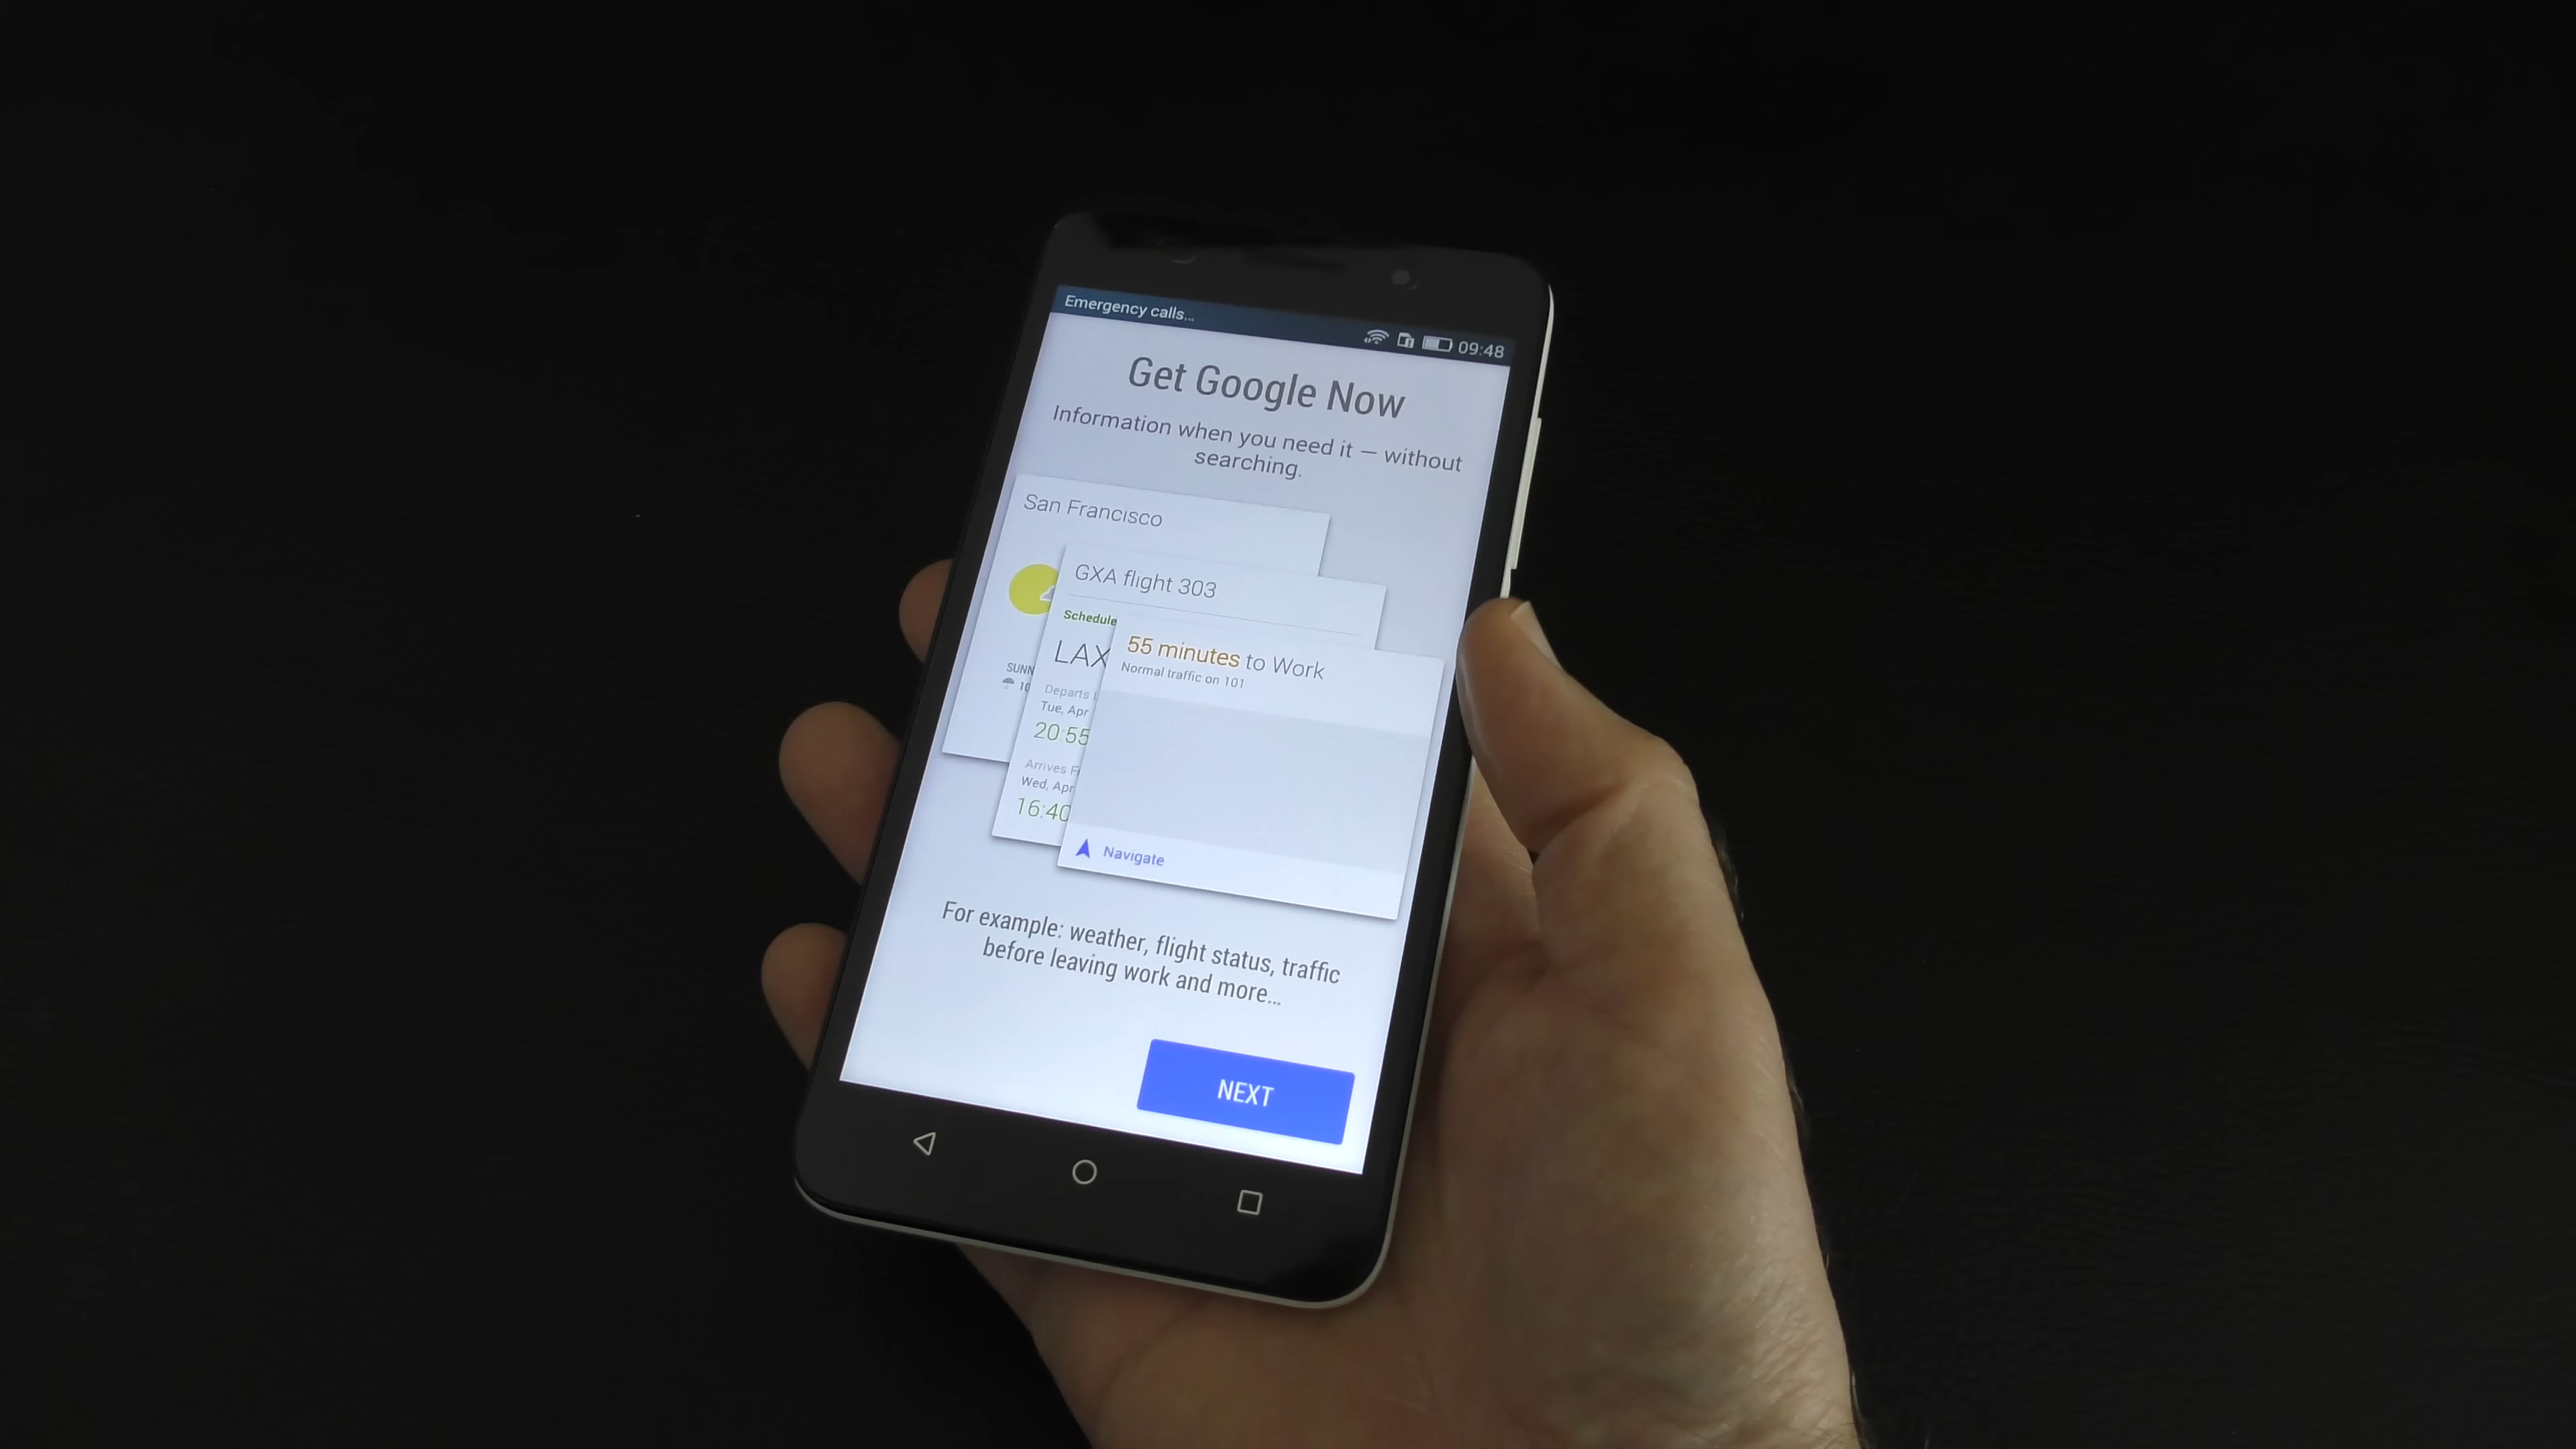 Emergency calls...
09:48
Get Google Now
Information when you need it — without
searching.
San Francisco
GXA flight 303
Schedule
55 minutes to Work
Normal traffic on 101
LAX
SUNN
10
Departs
Tue, Apr
20:55
Arrives
Wed, Apr
16:40
Navigate
For example: weather, flight status, traffic
before leaving work and more...
NEXT